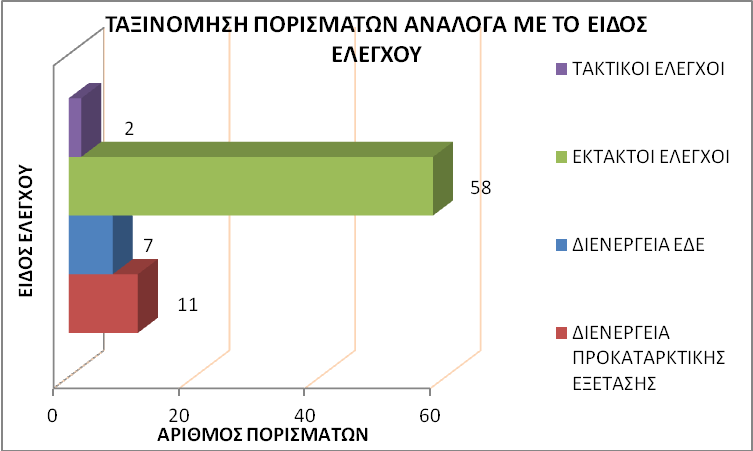 ΤΑΞΙΝΟΜΗΣΗ ΠΟΡΙΣΜΑΤΩΝ ΑΝΑΛΟΓΑ ΜΕ ΤΟ ΕΙΔΟΣ
ΕΛΕΓΧΟΥ
2
58
7
11
ΕΙΔΟΣ ΕΛΕΓΧΟΥ
0
20
40
60
ΑΡΙΘΜΟΣ ΠΟΡΙΣΜΑΤΩΝ
ΤΑΚΤΙΚΟΙ ΕΛΕΓΧΟΙ
ΕΚΤΑΚΤΟΙ ΕΛΕΓΧΟΙ
ΔΙΕΝΕΡΓΕΙΑ ΕΔΕ
ΔΙΕΝΕΡΓΕΙΑ
ΠΡΟΚΑΤΑΡΚΤΙΚΗΣ
ΕΞΕΤΑΣΗΣ